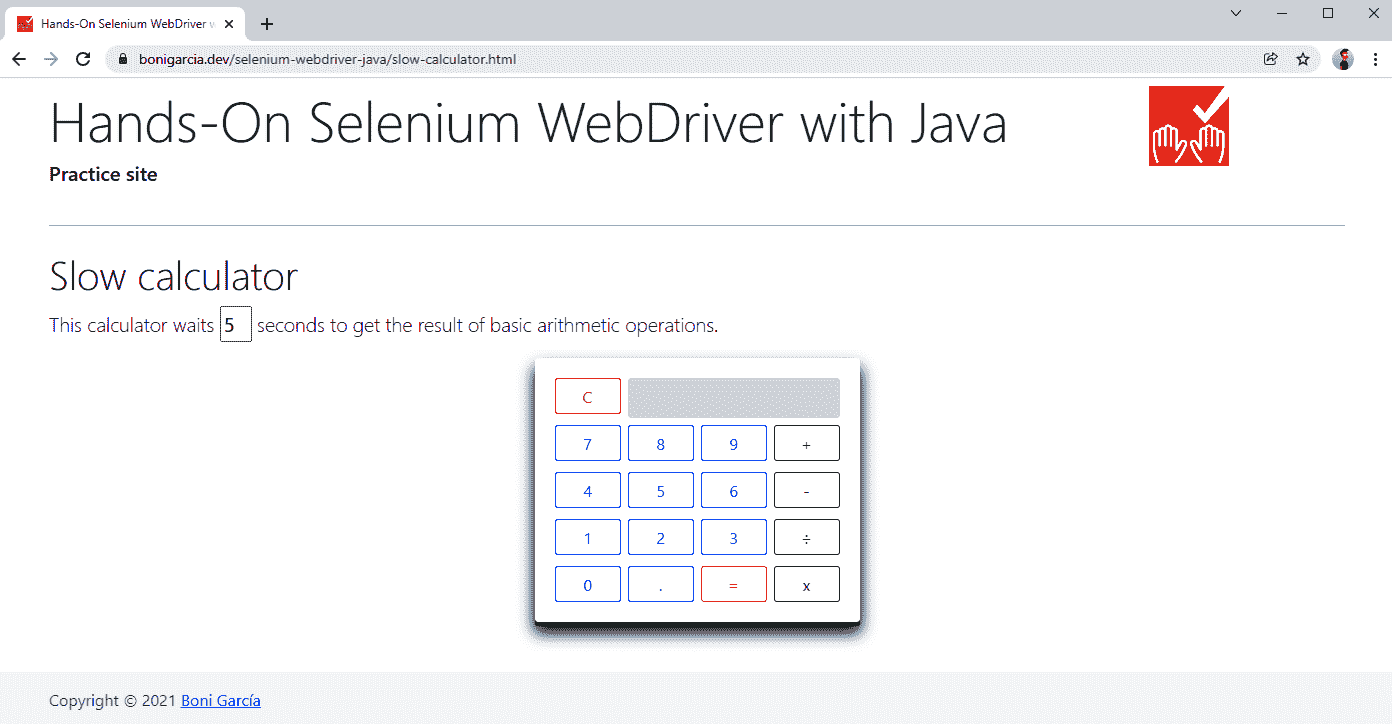 Hands-On Selenium WebDriver w
bonigarcia.dev/selenium-webdriver-java/slow-calculator.html
Hands-On Selenium WebDriver with Java
Practice site
Slow calculator
This calculator waits 5 seconds to get the result of basic arithmetic operations.
C
7 8 9 +
4 5 6 -
1 2 3 ÷
0 . = x
Copyright © 2021 Boni García